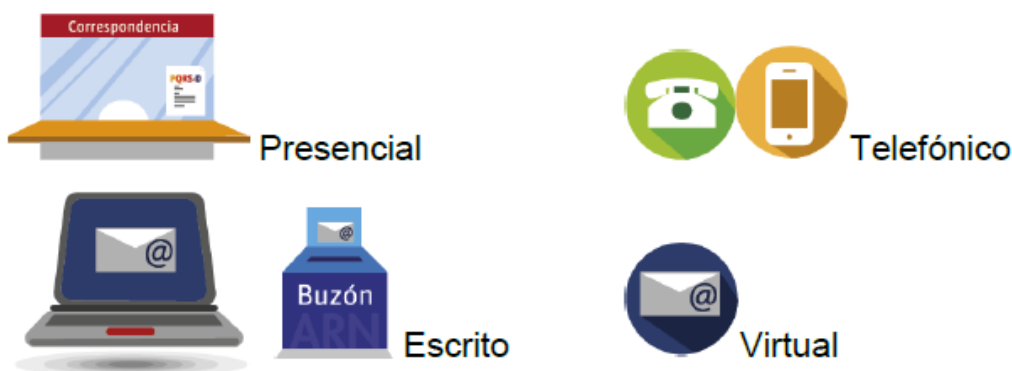 Correspondencia
PQRS-D
Presencial
Telefónico
@
@
Buzón
ARN
Escrito
@
Virtual